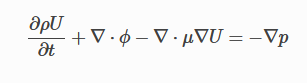 ∂ρU/∂t + ∇ · ϕ − ∇ · μ∇U = −∇p